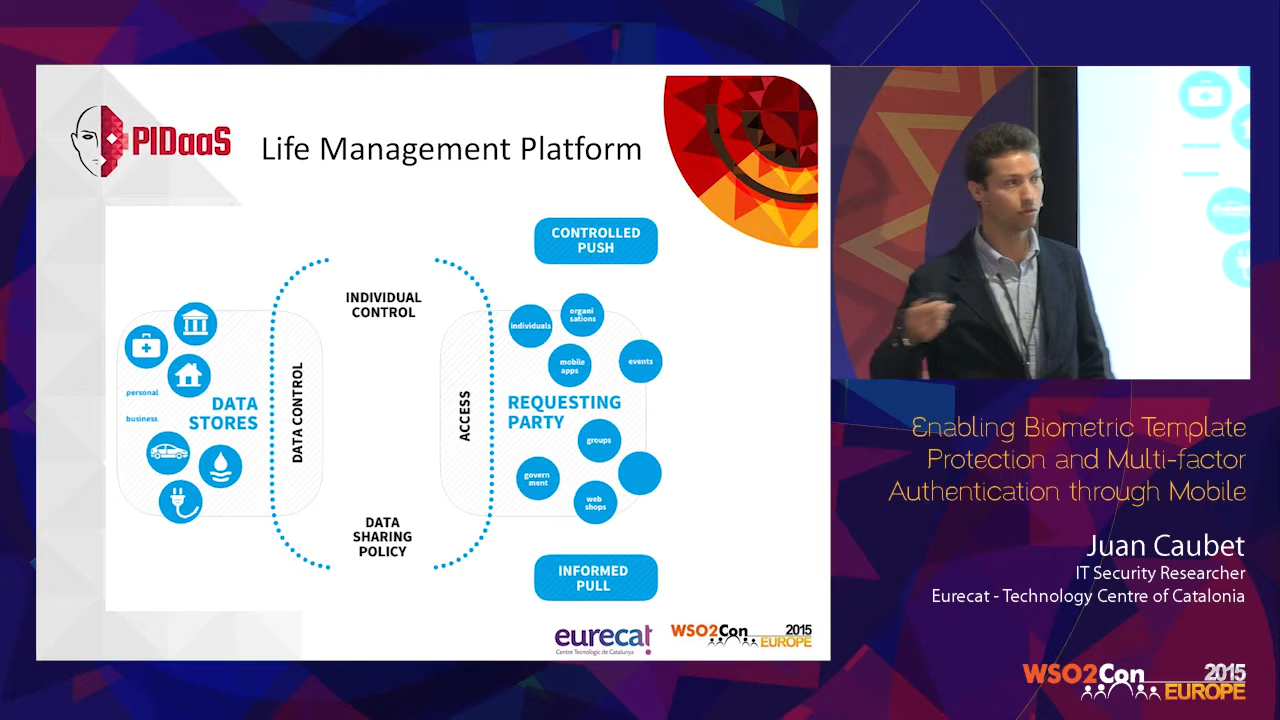 PIDaaS
Life Management Platform
CONTROLLED
PUSH
INDIVIDUAL
CONTROL
individuals
organi
sations
mobile
apps
events
personal
business
DATA
STORES
DATA CONTROL
ACCESS
REQUESTING
PARTY
groups
govern
ment
web
shops
DATA
SHARING
POLICY
INFORMED
PULL
eurecat
Centre Tecnològic de Catalunya
WSO2Con 2015
EUROPE
Enabling Biometric Template
Protection and Multi-factor
Authentication through Mobile
Juan Caubet
IT Security Researcher
Eurecat - Technology Centre of Catalonia
WSO2Con 2015
EUROPE